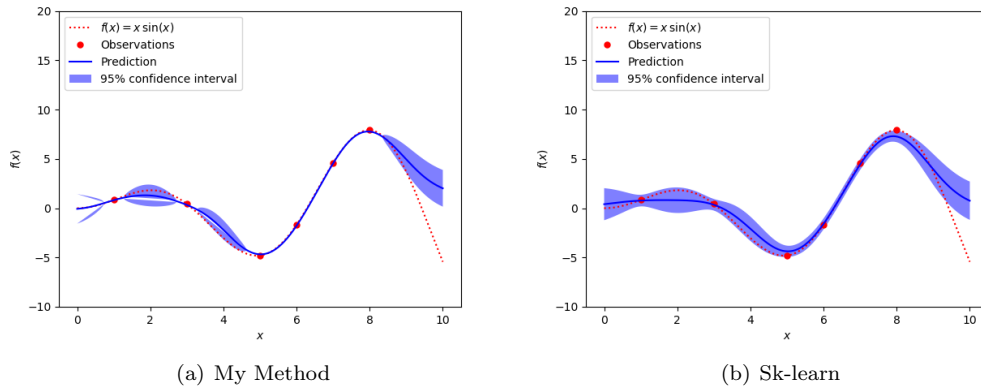 20
15
10
5
0
−5
−10
f(x)
f(x) = x sin(x)
Observations
Prediction
95% confidence interval
0 2 4 6 8 10
x
(a) My Method
20
15
10
5
0
−5
−10
f(x)
f(x) = x sin(x)
Observations
Prediction
95% confidence interval
0 2 4 6 8 10
x
(b) Sk-learn